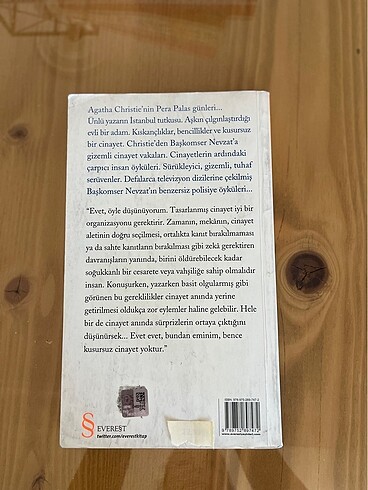 Agatha Christie'nin Pera Palas günleri...
Ünlü yazarın İstanbul tutkusu. Aşkın çılgınlaştırdığı
evli bir adam. Kıskançlıklar, bencillikler ve kusursuz
bir cinayet. Christie'den Başkomser Nevzat'a
gizemli cinayet vakaları. Cinayetlerin ardındaki
çarpıcı insan öyküleri. Sürükleyici, gizemli, tuhaf
serüvenler. Defalarca televizyon dizilerine çekilmiş
Başkomser Nevzat'ın benzersiz polisiye öyküleri...
"Evet, öyle düşünüyorum. Tasarlanmış cinayet iyi bir
organizasyonu gerektirir. Zamanın, mekânın, cinayet
aletinin doğru seçilmesi, ortalıkta kanıt bırakılmaması
ya da sahte kanıtların bırakılması gibi zekâ gerektiren
davranışların yanında, birini öldürebilecek kadar
soğukkanlı bir cesarete veya vahşiliğe sahip olmalıdır
insan. Konuşurken, yazarken basit olgularmış gibi
görünen bu gereklilikler cinayet anında yerine
getirilmesi oldukça zor eylemler haline gelebilir. Hele
bir de cinayet anında sürprizlerin ortaya çıktığını
düşünürsek... Evet evet, bundan eminim, bence
kusursuz cinayet yoktur."
EVEREST
twitter.com/everestkitap